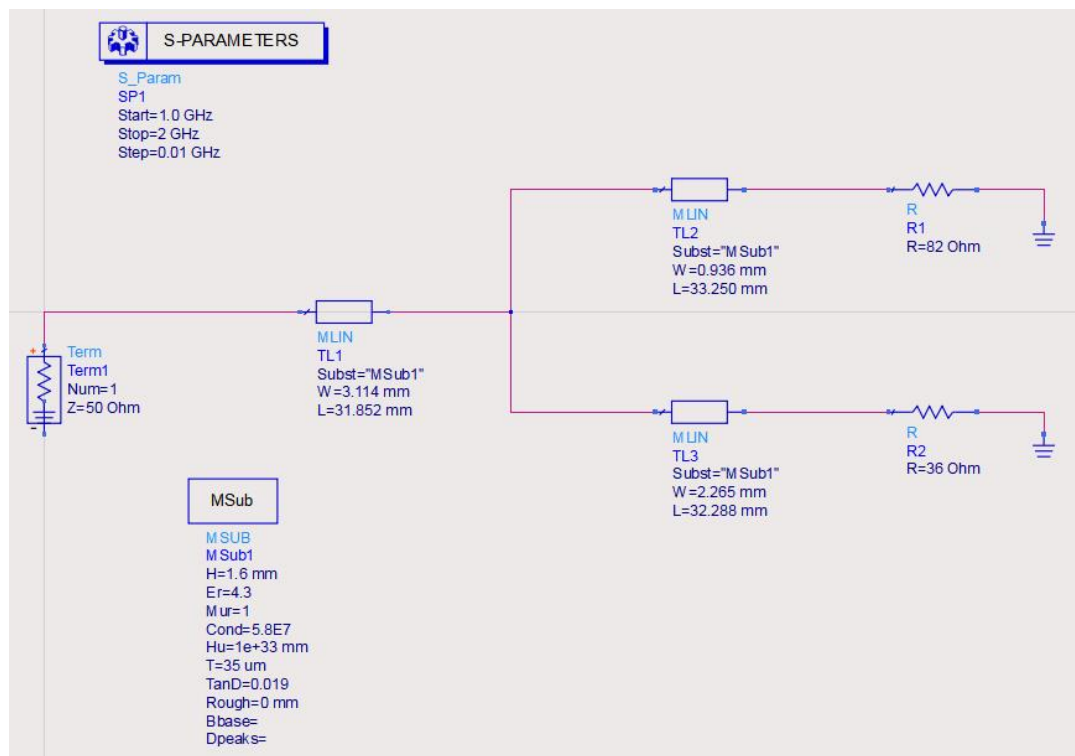 S-PARAMETERS
S_Param
SP1
Start=1.0 GHz
Stop=2 GHz
Step=0.01 GHz
MLIN
TL2
Subst="MSub1"
W=0.936 mm
L=33.250 mm
R
R1
R=82 Ohm
MLIN
TL1
Subst="MSub1"
W=3.114 mm
L=31.852 mm
+
Term
Term1
Num=1
Z=50 Ohm
-
MLIN
TL3
Subst="MSub1"
W=2.265 mm
L=32.288 mm
R
R2
R=36 Ohm
MSub
MSUB
MSub1
H=1.6 mm
Er=4.3
Mur=1
Cond=5.8E7
Hu=1e+33 mm
T=35 um
TanD=0.019
Rough=0 mm
Bbase=
Dpeaks=